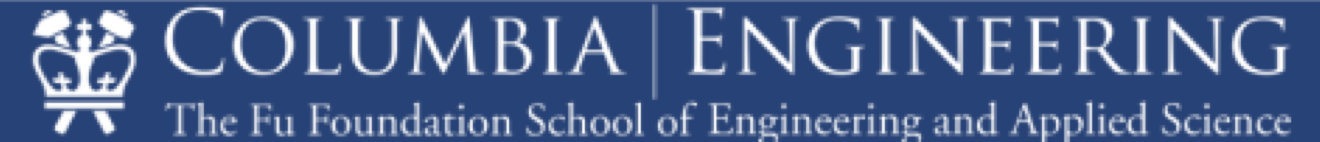 COLUMBIA | ENGINEERING
The Fu Foundation School of Engineering and Applied Science